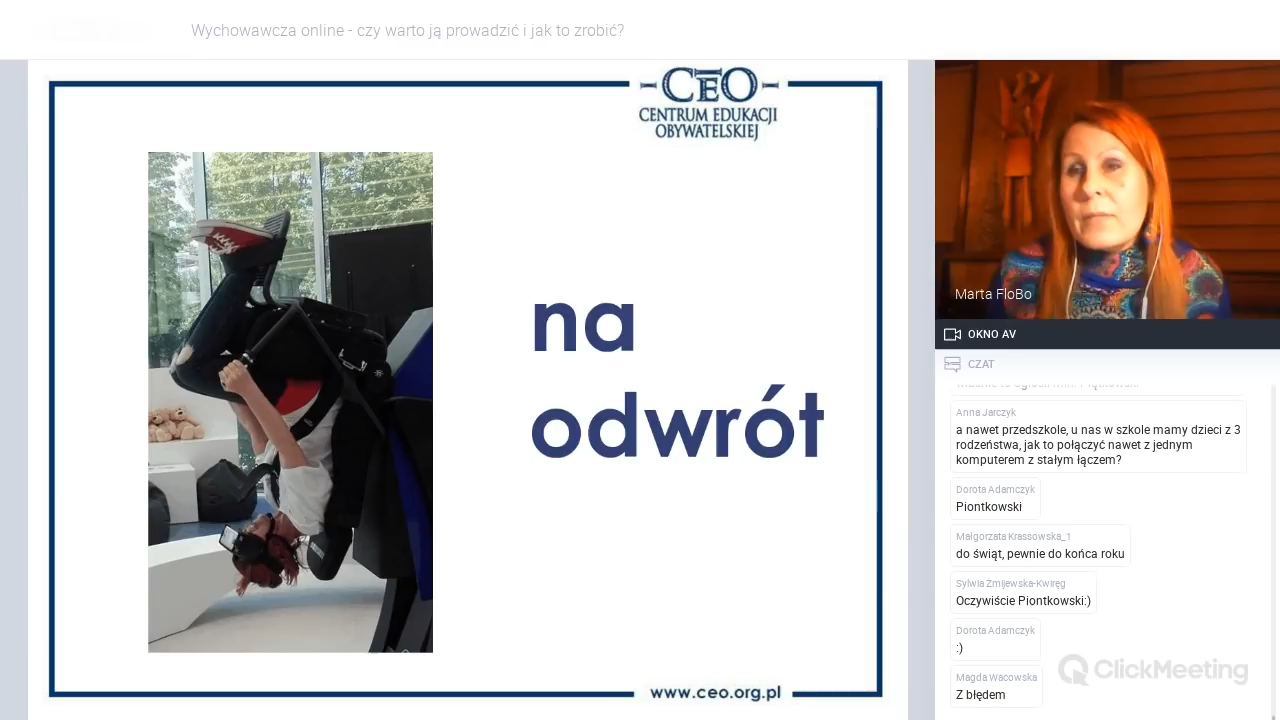 Wychowawcza online - czy warto ją prowadzić i jak to zrobić?
CEO
CENTRUM EDUKACJI
OBYWATELSKIEJ
na
odwrót
www.ceo.org.pl
Marta FloBo
OKNO AV
CZAT
Anna Jarczyk
a nawet przedszkole, u nas w szkole mamy dzieci z 3
rodzeństwa, jak to połączyć nawet z jednym
komputerem z stałym łączem?
Dorota Adamczyk
Piontkowski
Małgorzata Krassowska_1
do świąt, pewnie do końca roku
Sylwia Żmijewska-Kwiręg
Oczywiście Piontkowski:)
Dorota Adamczyk
:)
Magda Wacowska
Z błędem
ClickMeeting